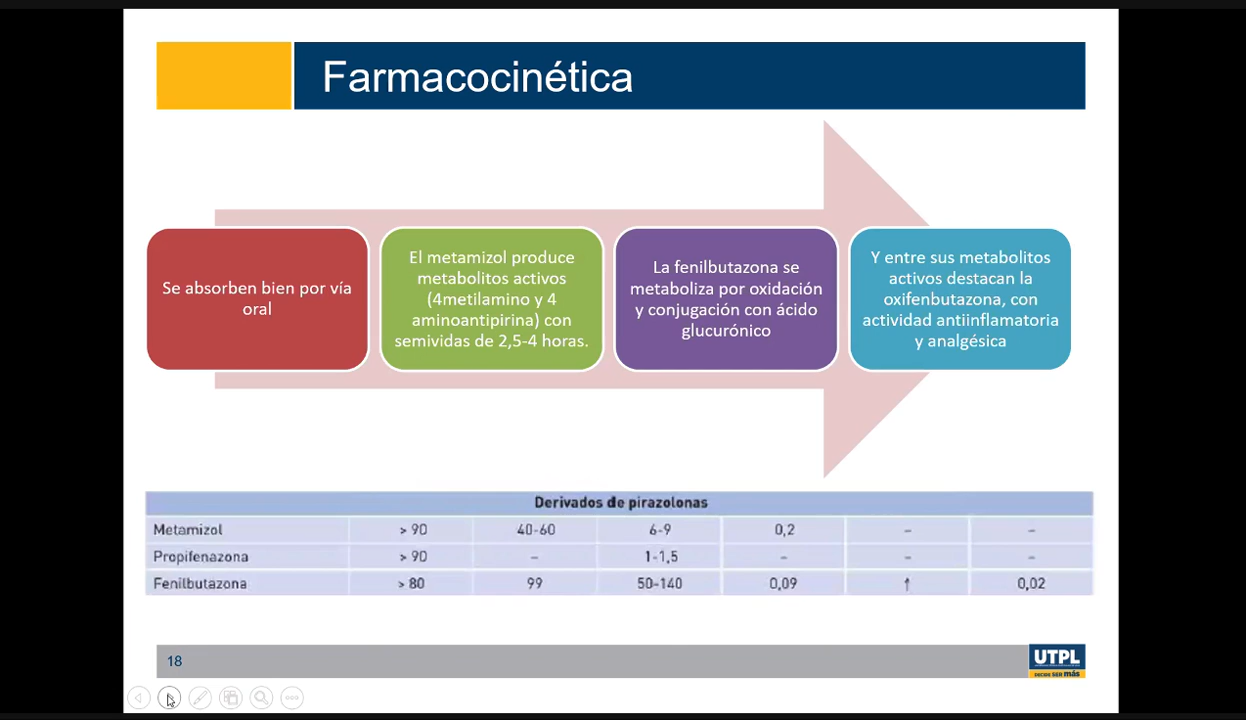 Farmacocinética
Se absorben bien por vía
oral
El metamizol produce
metabolitos activos
(4metilamino y 4
aminoantipirina) con
semividas de 2,5-4 horas.
La fenilbutazona se
metaboliza por oxidación
y conjugación con ácido
glucurónico
Y entre sus metabolitos
activos destacan la
oxifenbutazona, con
actividad antiinflamatoria
y analgésica
Derivados de pirazolonas
Metamizol > 90 40-60 6-9 0,2 – –
Propifenazona > 90 – 1-1,5 – – –
Fenilbutazona > 80 99 50-140 0,09 ↑ 0,02
18
UTPL
DECIDE SER más